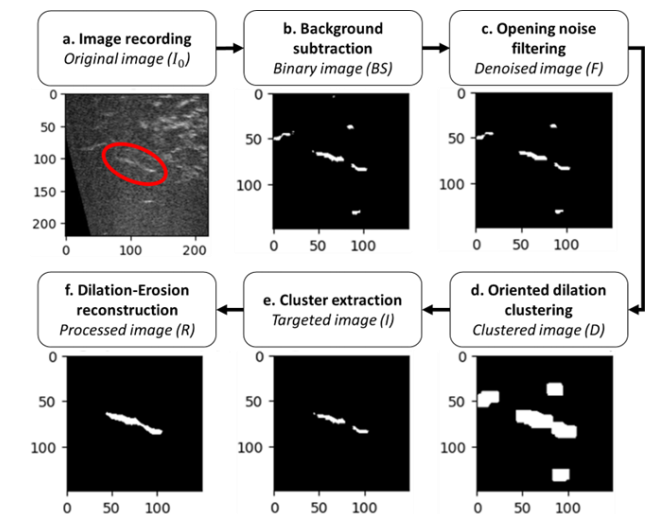 a. Image recording
Original image (I₀)
b. Background
subtraction
Binary image (BS)
c. Opening noise
filtering
Denoised image (F)
0
50
100
150
200
0
100
200
0
50
100
0
50
100
0
50
100
0
50
100
f. Dilation-Erosion
reconstruction
Processed image (R)
e. Cluster extraction
Targeted image (I)
d. Oriented dilation
clustering
Clustered image (D)
0
50
100
0
50
100
0
50
100
0
50
100
0
50
100
0
50
100